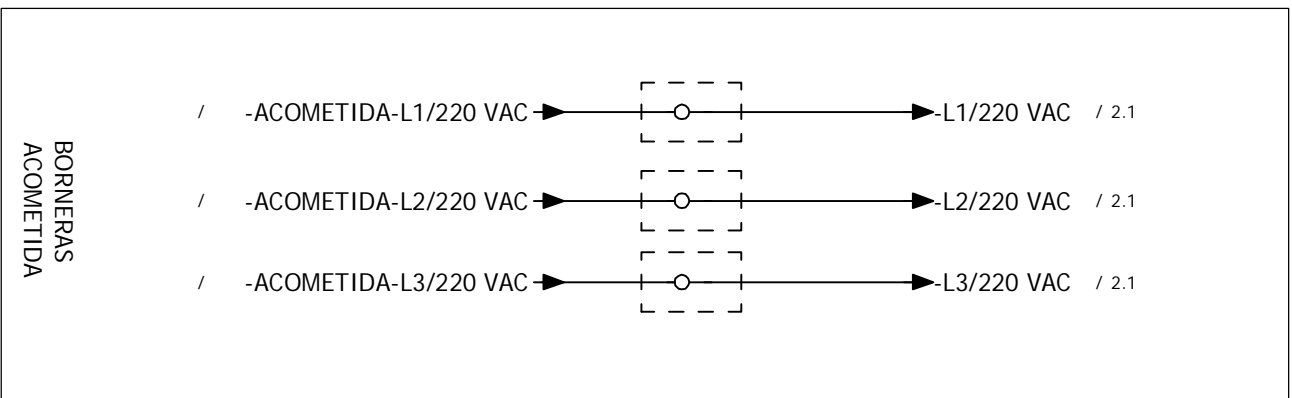 BORNERAS
ACOMETIDA
/ -ACOMETIDA-L1/220 VAC -L1/220 VAC / 2.1
/ -ACOMETIDA-L2/220 VAC -L2/220 VAC / 2.1
/ -ACOMETIDA-L3/220 VAC -L3/220 VAC / 2.1